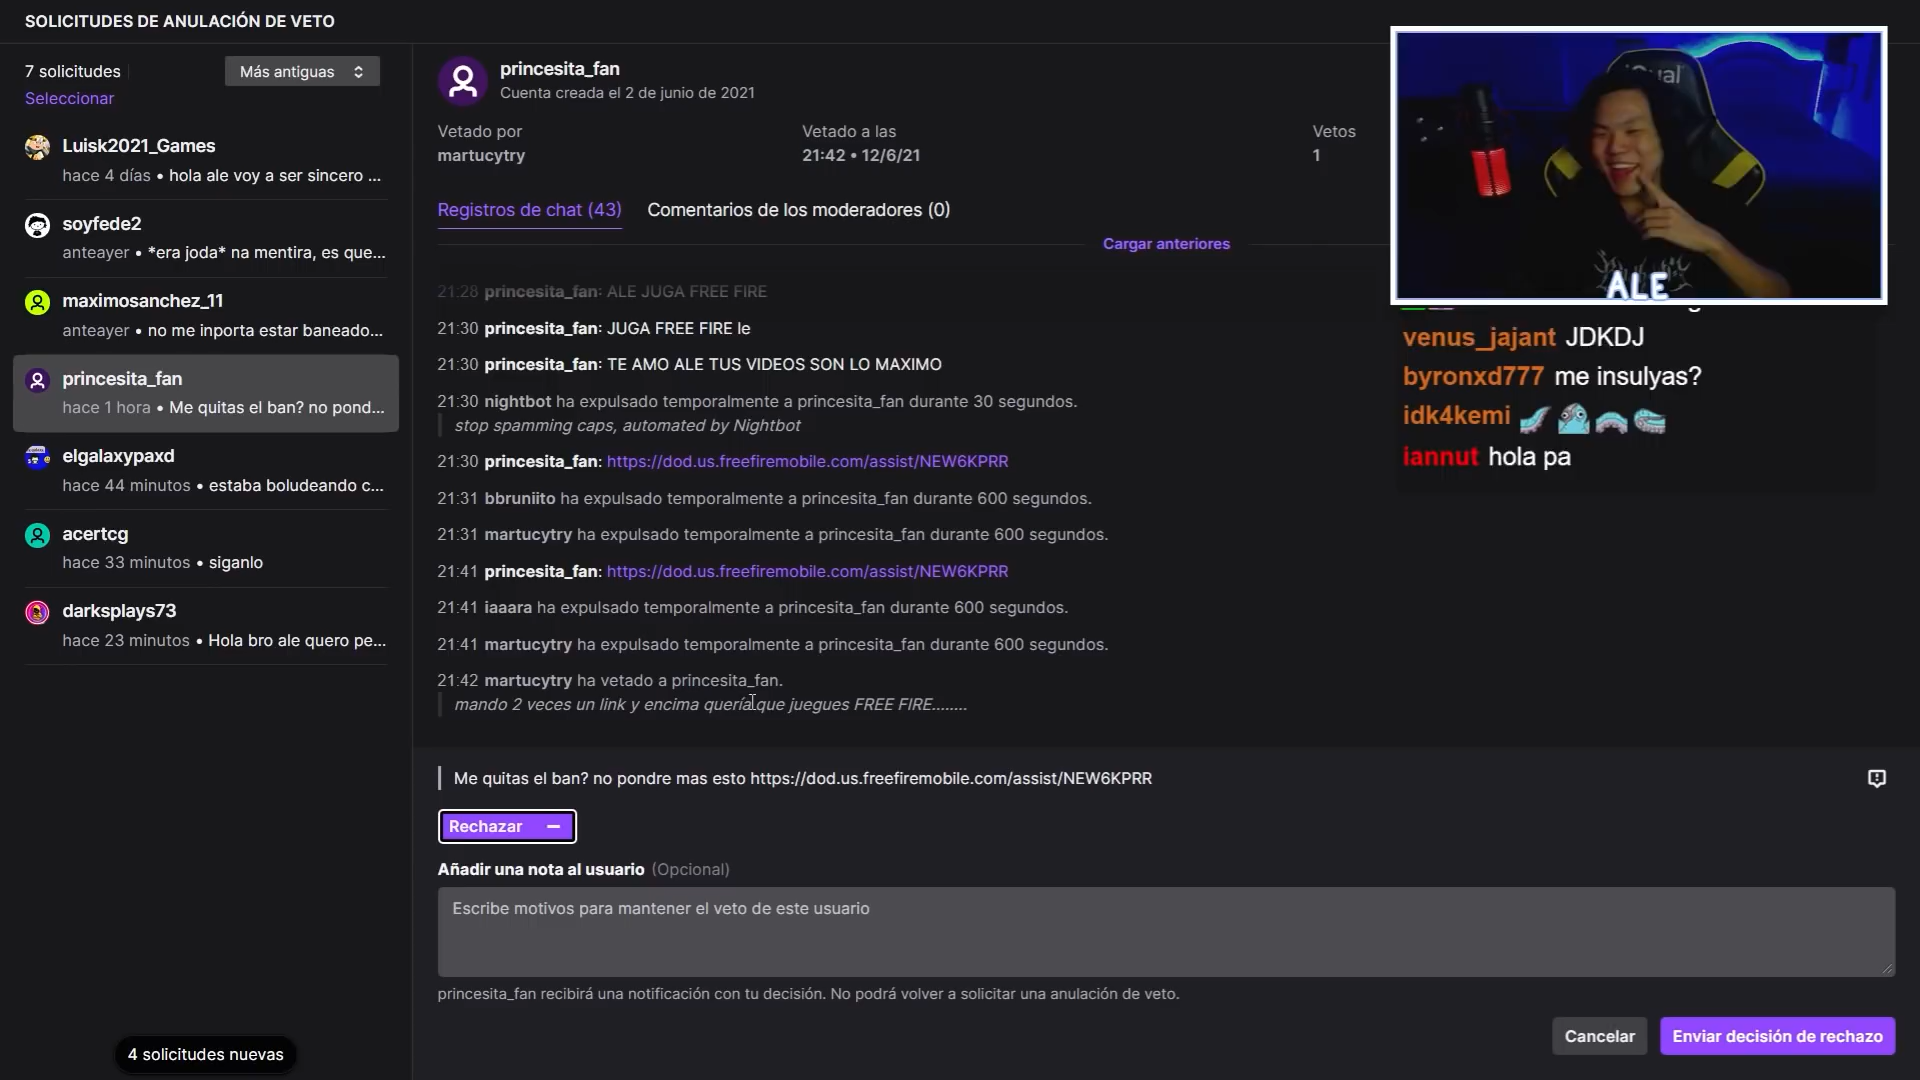 SOLICITUDES DE ANULACIÓN DE VETO
7 solicitudes
Más antiguas
Seleccionar
Luisk2021_Games
hace 4 días • hola ale voy a ser sincero ...
soyfede2
anteayer • *era joda* na mentira, es que...
maximosanchez_11
anteayer • no me inporta estar baneado...
princesita_fan
hace 1 hora • Me quitas el ban? no pond...
elgalaxypaxd
hace 44 minutos • estaba boludeando c...
acertcg
hace 33 minutos • siganlo
darksplays73
hace 23 minutos • Hola bro ale quero pe...
4 solicitudes nuevas
princesita_fan
Cuenta creada el 2 de junio de 2021
Vetado por
martucytry
Vetado a las
21:42 • 12/6/21
Vetos
1
Registros de chat (43)
Comentarios de los moderadores (0)
Cargar anteriores
21:28 princesita_fan: ALE JUGA FREE FIRE
21:30 princesita_fan: JUGA FREE FIRE le
21:30 princesita_fan: TE AMO ALE TUS VIDEOS SON LO MAXIMO
21:30 nightbot ha expulsado temporalmente a princesita_fan durante 30 segundos.
stop spamming caps, automated by Nightbot
21:30 princesita_fan: https://dod.us.freefiremobile.com/assist/NEW6KPRR
21:31 bbruniito ha expulsado temporalmente a princesita_fan durante 600 segundos.
21:31 martucytry ha expulsado temporalmente a princesita_fan durante 600 segundos.
21:41 princesita_fan: https://dod.us.freefiremobile.com/assist/NEW6KPRR
21:41 iaaara ha expulsado temporalmente a princesita_fan durante 600 segundos.
21:41 martucytry ha expulsado temporalmente a princesita_fan durante 600 segundos.
21:42 martucytry ha vetado a princesita_fan.
mando 2 veces un link y encima quería que juegues FREE FIRE........
Me quitas el ban? no pondre mas esto https://dod.us.freefiremobile.com/assist/NEW6KPRR
Rechazar
Añadir una nota al usuario (Opcional)
Escribe motivos para mantener el veto de este usuario
princesita_fan recibirá una notificación con tu decisión. No podrá volver a solicitar una anulación de veto.
Cancelar
Enviar decisión de rechazo
ALE
venus_jajant JDKDJ
byronxd777 me insulyas?
idk4kemi
iannut hola pa